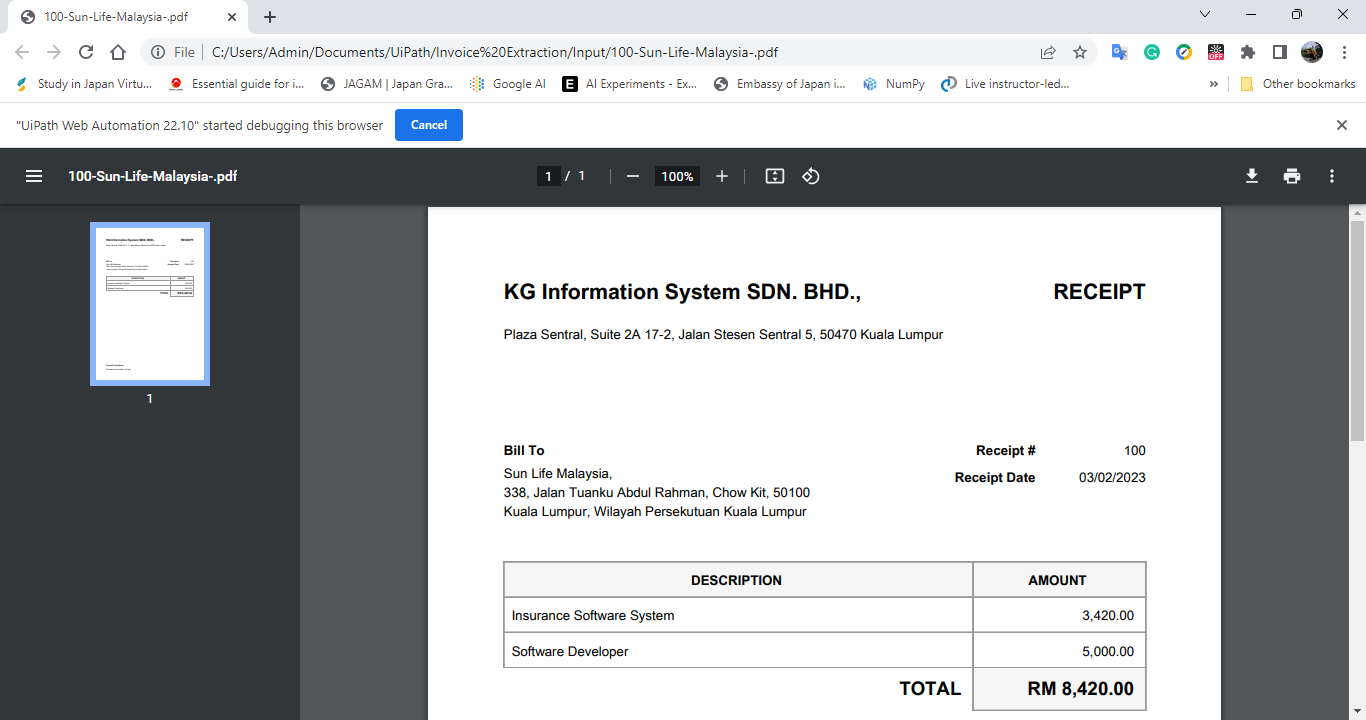 100-Sun-Life-Malaysia-.pdf
File C:/Users/Admin/Documents/UiPath/Invoice%20Extraction/Input/100-Sun-Life-Malaysia-.pdf
OFF
Study in Japan Virtu... Essential guide for i... JAGAM | Japan Gra... Google AI E AI Experiments - Ex... Embassy of Japan i... NumPy Live instructor-led... » Other bookmarks
"UiPath Web Automation 22.10" started debugging this browser Cancel
100-Sun-Life-Malaysia-.pdf 1 / 1 100%
1
KG Information System SDN. BHD., RECEIPT
Plaza Sentral, Suite 2A 17-2, Jalan Stesen Sentral 5, 50470 Kuala Lumpur
Bill To Receipt # 100
Sun Life Malaysia, Receipt Date 03/02/2023
338, Jalan Tuanku Abdul Rahman, Chow Kit, 50100
Kuala Lumpur, Wilayah Persekutuan Kuala Lumpur
DESCRIPTION AMOUNT
Insurance Software System 3,420.00
Software Developer 5,000.00
TOTAL RM 8,420.00